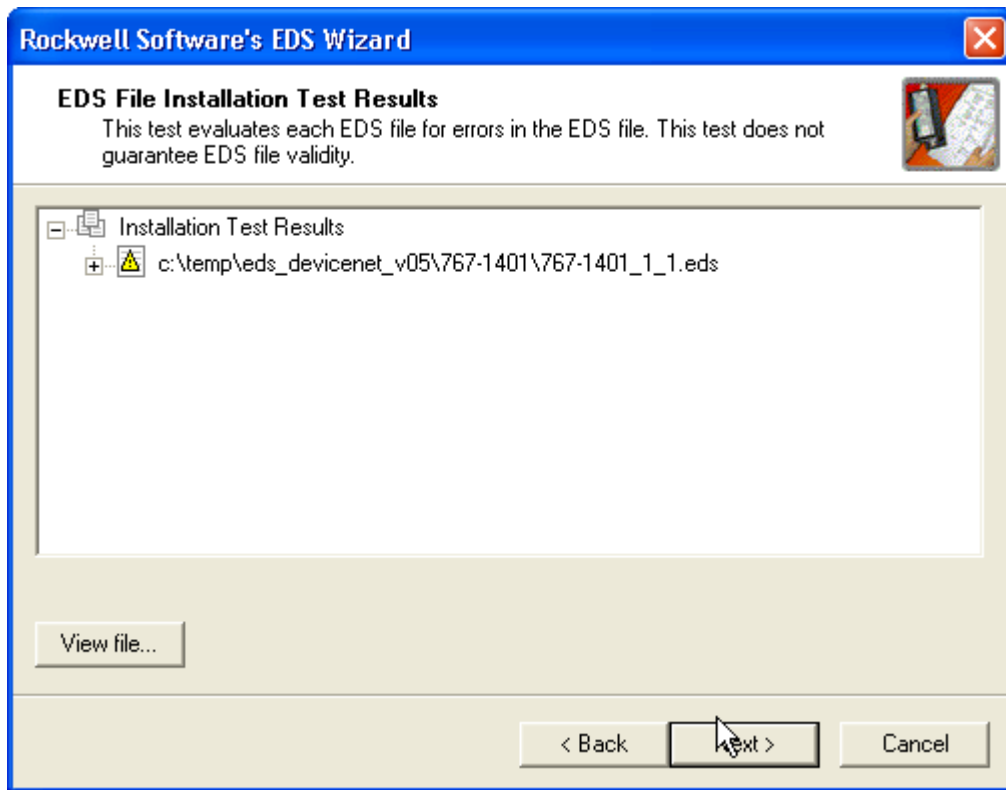 Rockwell Software's EDS Wizard
EDS File Installation Test Results
This test evaluates each EDS file for errors in the EDS file. This test does not
guarantee EDS file validity.
Installation Test Results
c:\temp\eds_devicenet_v05\767-1401\767-1401_1_1.eds
View file...
< Back
Next >
Cancel